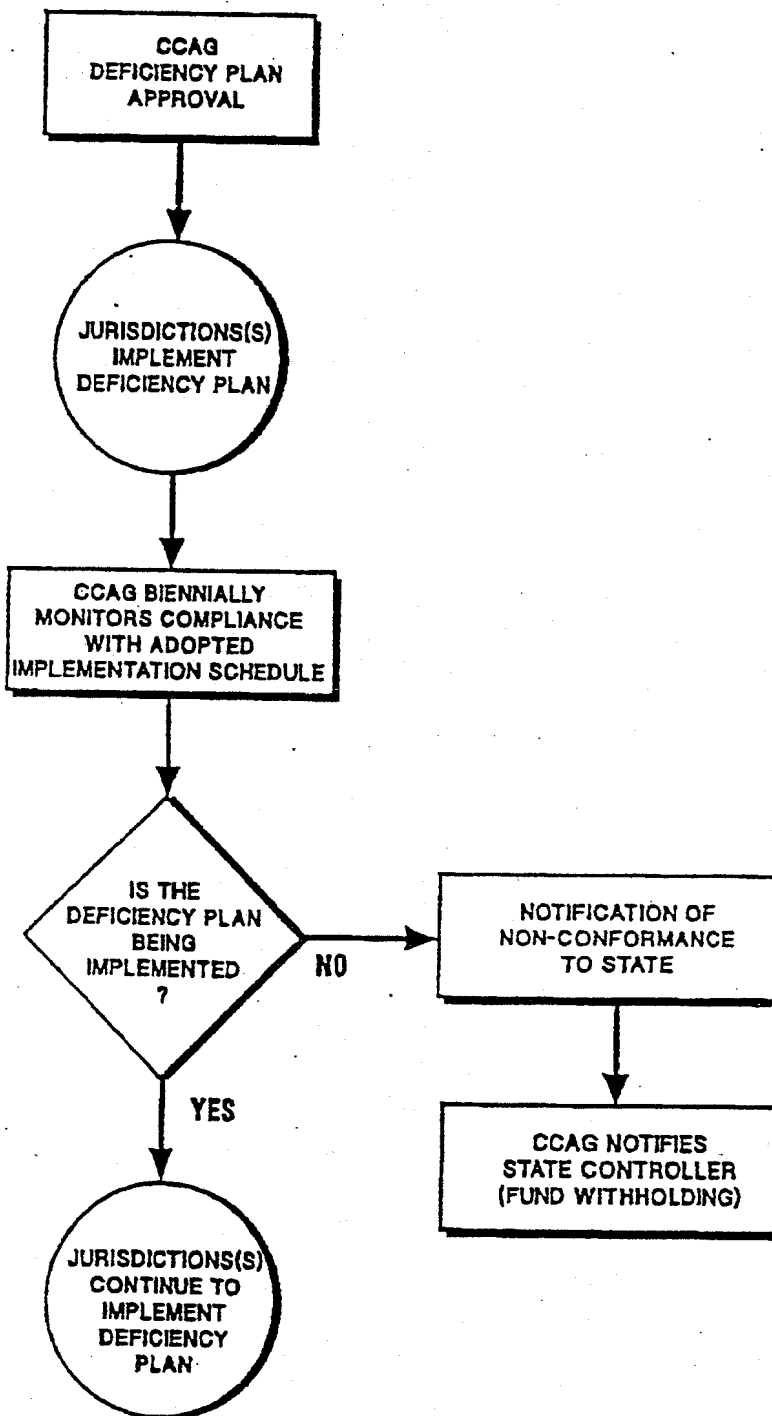 CCAG
DEFICIENCY PLAN
APPROVAL
JURISDICTIONS(S)
IMPLEMENT
DEFICIENCY PLAN
CCAG BIENNIALLY
MONITORS COMPLIANCE
WITH ADOPTED
IMPLEMENTATION SCHEDULE
IS THE
DEFICIENCY PLAN
BEING
IMPLEMENTED
?
NO
NOTIFICATION OF
NON-CONFORMANCE
TO STATE
YES
CCAG NOTIFIES
STATE CONTROLLER
(FUND WITHHOLDING)
JURISDICTIONS(S)
CONTINUE TO
IMPLEMENT
DEFICIENCY
PLAN